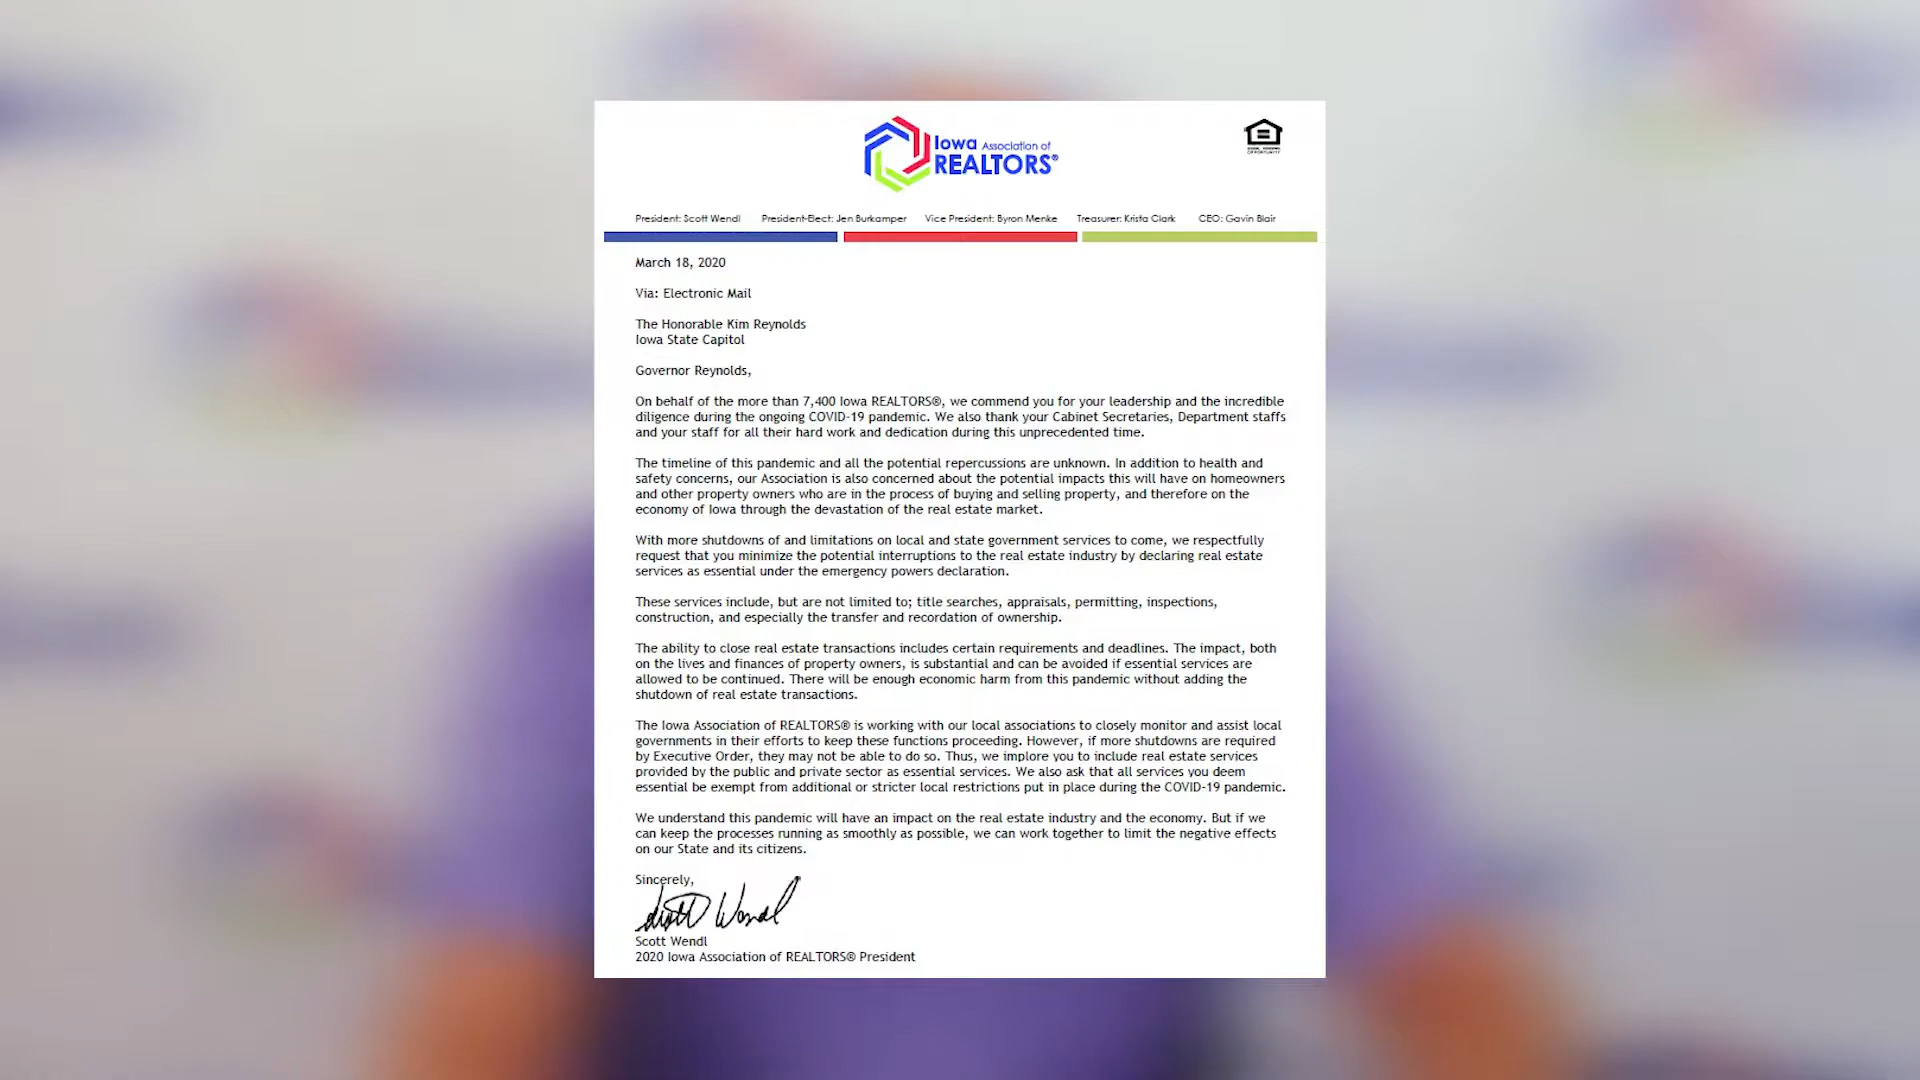 Iowa Association of
REALTORS®
EQUAL HOUSING
OPPORTUNITY
President: Scott Wendl President-Elect: Jen Burkamper Vice President: Byron Menke Treasurer: Krista Clark CEO: Gavin Blair
March 18, 2020
Via: Electronic Mail
The Honorable Kim Reynolds
Iowa State Capitol
Governor Reynolds,
On behalf of the more than 7,400 Iowa REALTORS®, we commend you for your leadership and the incredible
diligence during the ongoing COVID-19 pandemic. We also thank your Cabinet Secretaries, Department staffs
and your staff for all their hard work and dedication during this unprecedented time.
The timeline of this pandemic and all the potential repercussions are unknown. In addition to health and
safety concerns, our Association is also concerned about the potential impacts this will have on homeowners
and other property owners who are in the process of buying and selling property, and therefore on the
economy of Iowa through the devastation of the real estate market.
With more shutdowns of and limitations on local and state government services to come, we respectfully
request that you minimize the potential interruptions to the real estate industry by declaring real estate
services as essential under the emergency powers declaration.
These services include, but are not limited to; title searches, appraisals, permitting, inspections,
construction, and especially the transfer and recordation of ownership.
The ability to close real estate transactions includes certain requirements and deadlines. The impact, both
on the lives and finances of property owners, is substantial and can be avoided if essential services are
allowed to be continued. There will be enough economic harm from this pandemic without adding the
shutdown of real estate transactions.
The Iowa Association of REALTORS® is working with our local associations to closely monitor and assist local
governments in their efforts to keep these functions proceeding. However, if more shutdowns are required
by Executive Order, they may not be able to do so. Thus, we implore you to include real estate services
provided by the public and private sector as essential services. We also ask that all services you deem
essential be exempt from additional or stricter local restrictions put in place during the COVID-19 pandemic.
We understand this pandemic will have an impact on the real estate industry and the economy. But if we
can keep the processes running as smoothly as possible, we can work together to limit the negative effects
on our State and its citizens.
Sincerely,
Scott Wendl
Scott Wendl
2020 Iowa Association of REALTORS® President